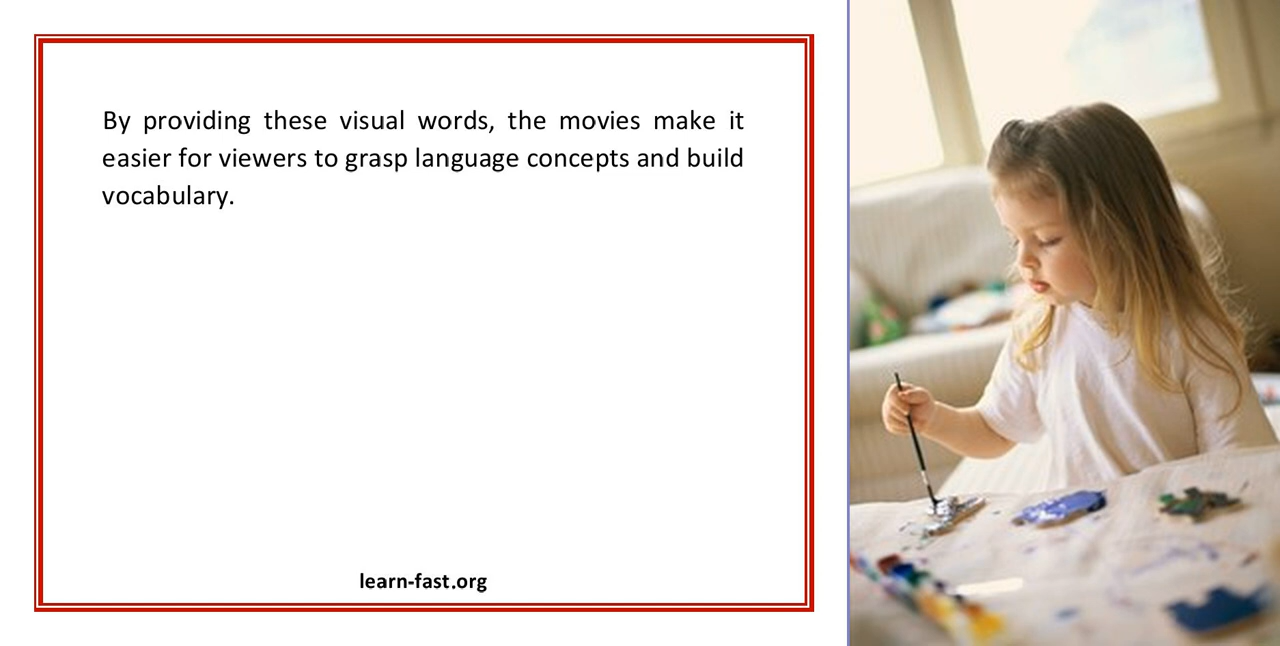 By providing these visual words, the movies make it
easier for viewers to grasp language concepts and build
vocabulary.
learn-fast.org